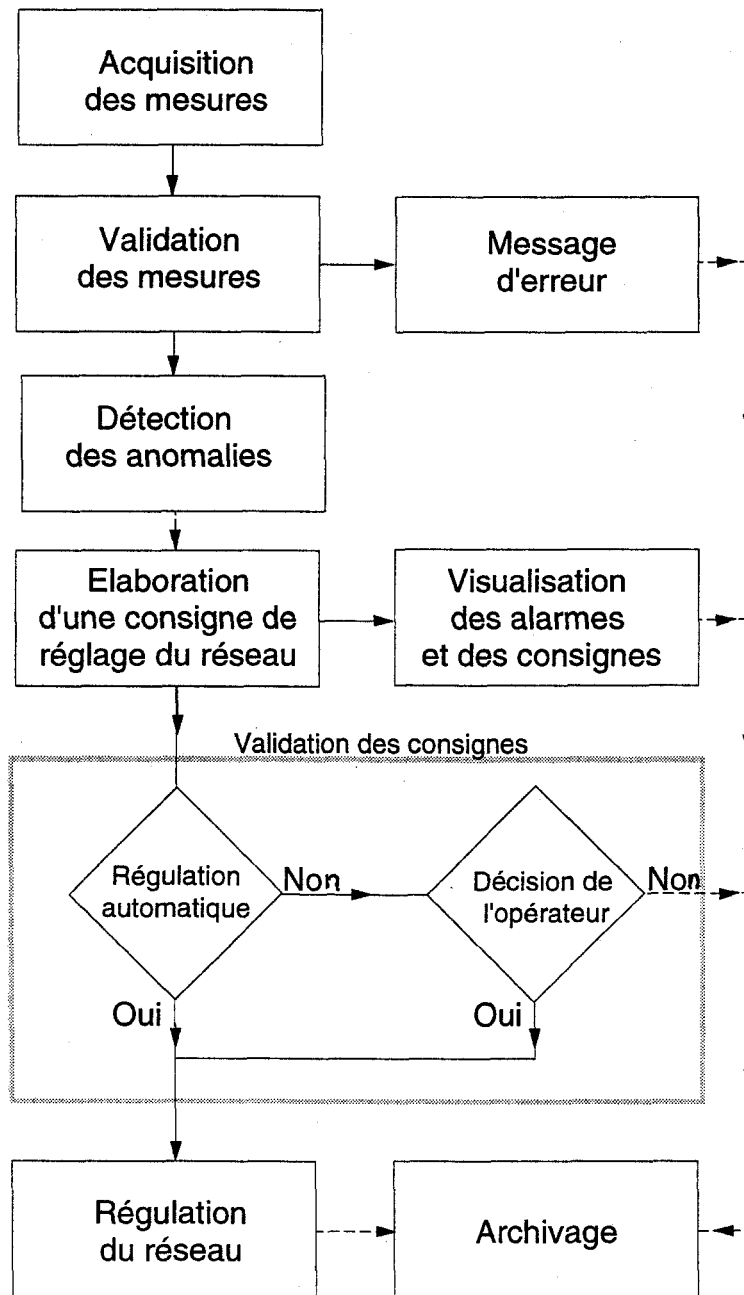 Acquisition
des mesures
Validation
des mesures
Message
d'erreur
Détection
des anomalies
Elaboration
d'une consigne de
réglage du réseau
Visualisation
des alarmes
et des consignes
Validation des consignes
Régulation
automatique
Non
Décision de
l'opérateur
Non
Oui
Oui
Régulation
du réseau
Archivage